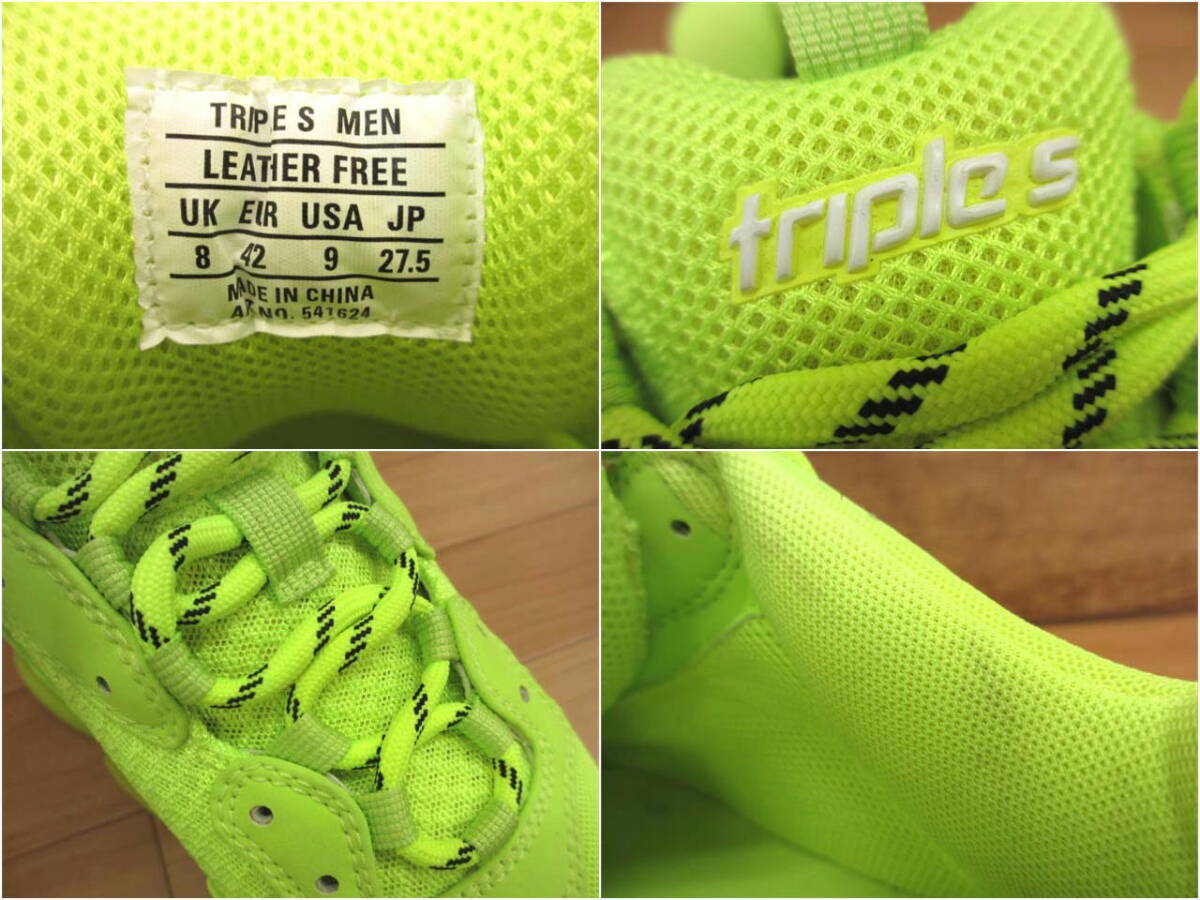 TRIPLE S MEN
LEATHER FREE
UK EUR USA JP
8 42 9 27.5
MADE IN CHINA
ART.NO. 541624
triple s